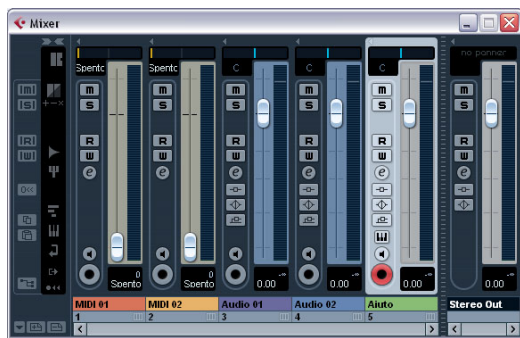 Mixer
Spento Spento C C C no panner
m m m m m m
S S S S S S
[m]
[S]
R R R R R R
W W W W W W
[R]
[W]
e e e e e e
0 0 -∞ -∞ -∞ -∞
Spento Spento 0.00 0.00 0.00 0.00
MIDI 01 MIDI 02 Audio 01 Audio 02 Aiuto Stereo Out
1 2 3 4 5